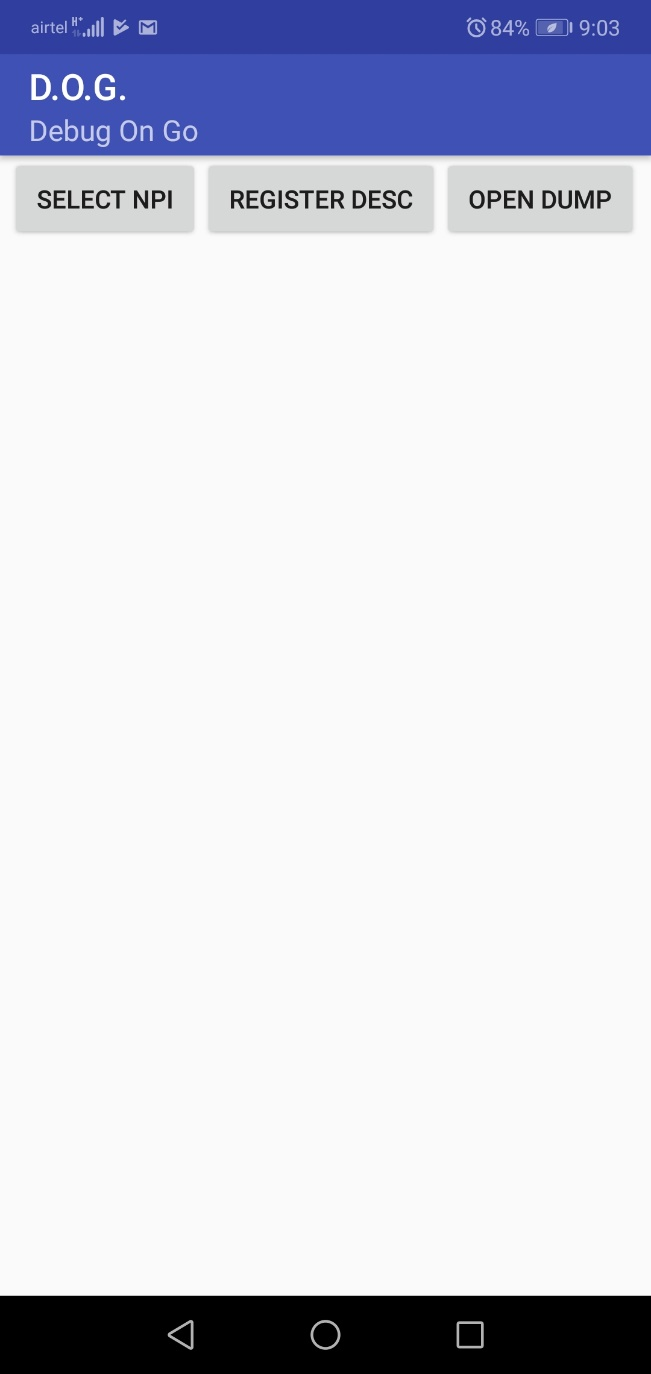 airtel H+ 84% 9:03
D.O.G.
Debug On Go
SELECT NPI REGISTER DESC OPEN DUMP